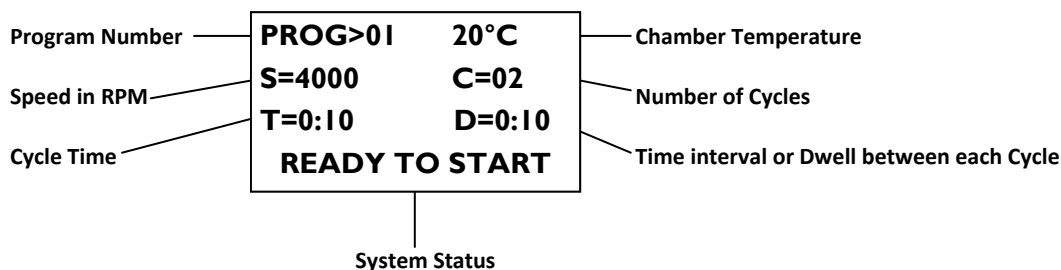 Program Number
PROG>01 20°C
Chamber Temperature
Speed in RPM
S=4000 C=02
Number of Cycles
T=0:10 D=0:10
Cycle Time
Time interval or Dwell between each Cycle
READY TO START
System Status